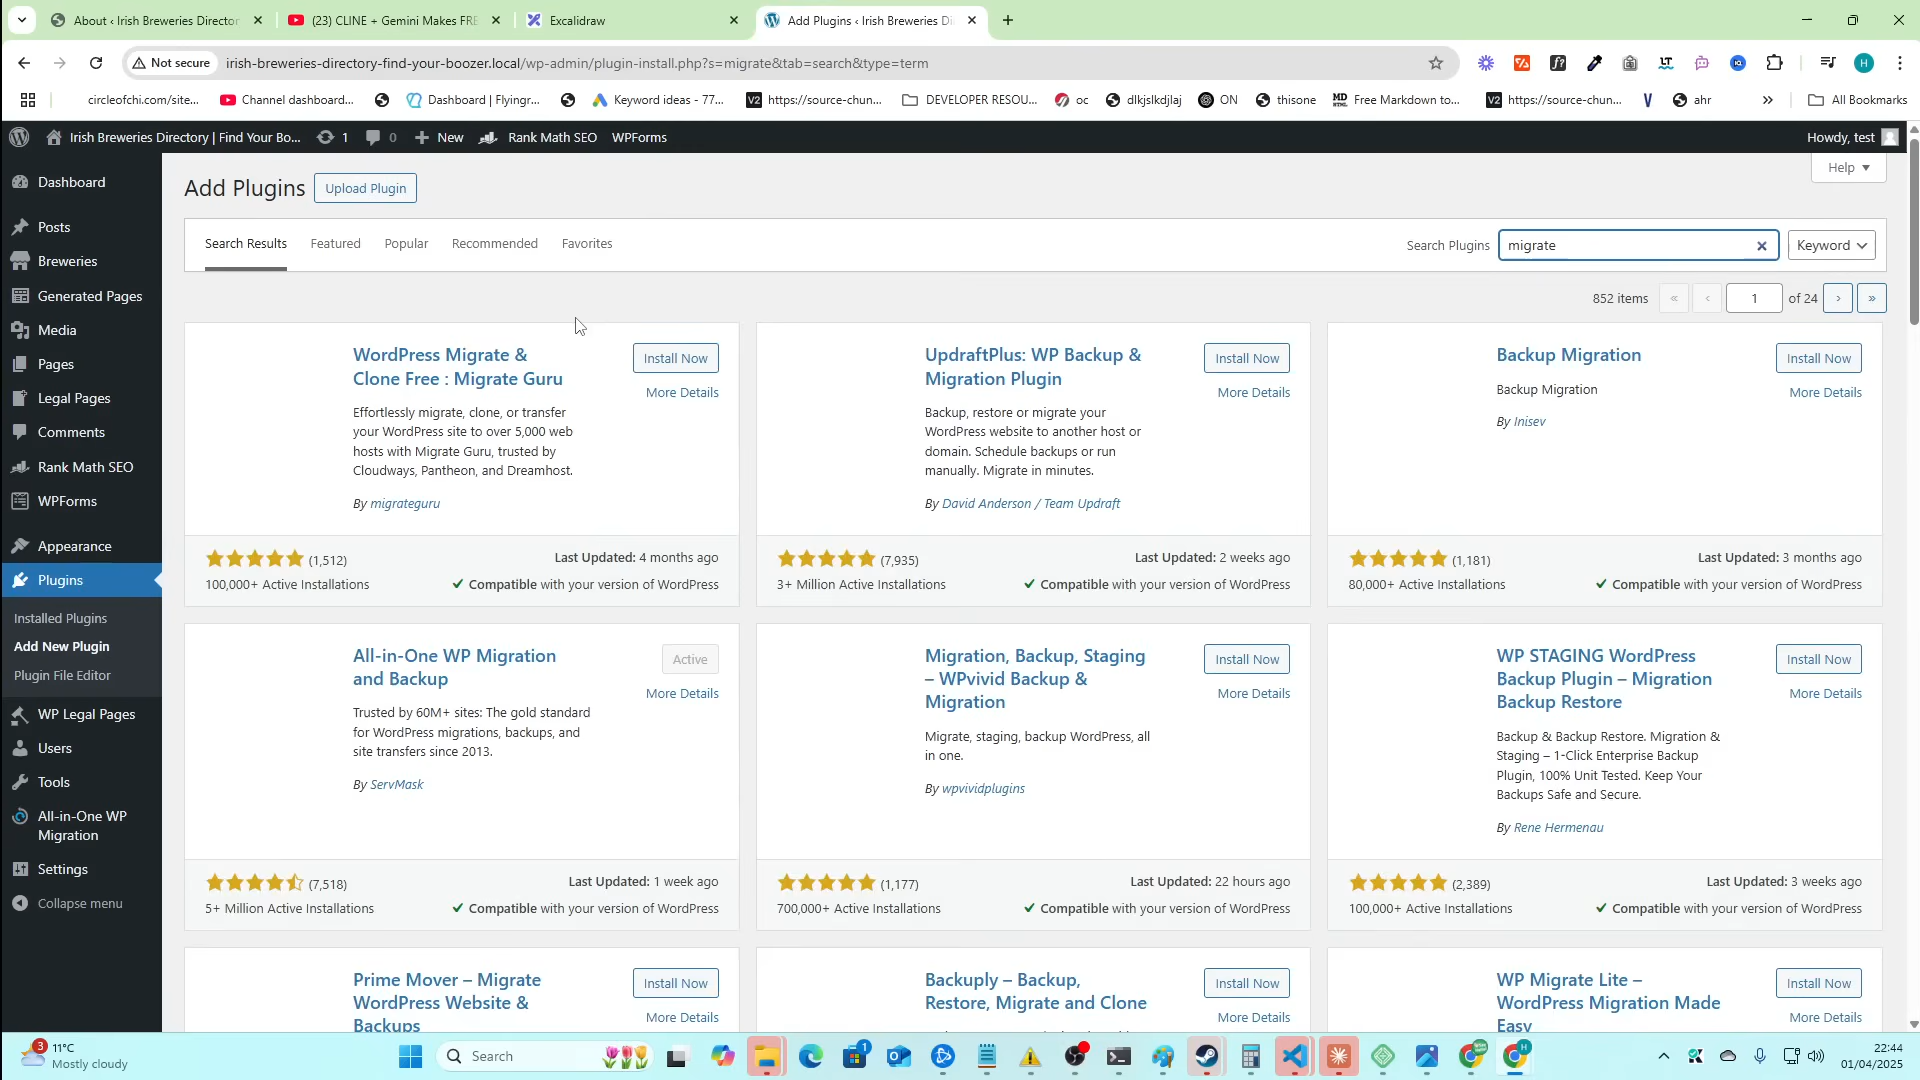 About ‹ Irish Breweries Director
(23) CLINE + Gemini Makes FRE
Excalidraw
Add Plugins ‹ Irish Breweries Di
Not secure
irish-breweries-directory-find-your-boozer.local/wp-admin/plugin-install.php?s=migrate&tab=search&type=term
circleofchi.com/site...
Channel dashboard...
Dashboard | Flyingr...
Keyword ideas - 77...
https://source-chun...
DEVELOPER RESOU...
oc
dlkjslkdjlaj
ON
thisone
Free Markdown to...
https://source-chun...
ahr
All Bookmarks
Irish Breweries Directory | Find Your Bo...
1
0
New
Rank Math SEO
WPForms
Howdy, test
Dashboard
Posts
Breweries
Generated Pages
Media
Pages
Legal Pages
Comments
Rank Math SEO
WPForms
Appearance
Plugins
Installed Plugins
Add New Plugin
Plugin File Editor
WP Legal Pages
Users
Tools
All-in-One WP
Migration
Settings
Collapse menu
Add Plugins
Upload Plugin
Help
Search Results
Featured
Popular
Recommended
Favorites
Search Plugins
migrate
Keyword
852 items
«
‹
1
of 24
›
»
WordPress Migrate &
Clone Free : Migrate Guru
Install Now
More Details
Effortlessly migrate, clone, or transfer
your WordPress site to over 5,000 web
hosts with Migrate Guru, trusted by
Cloudways, Pantheon, and Dreamhost.
By migrateguru
(1,512)
Last Updated: 4 months ago
100,000+ Active Installations
Compatible with your version of WordPress
UpdraftPlus: WP Backup &
Migration Plugin
Install Now
More Details
Backup, restore or migrate your
WordPress website to another host or
domain. Schedule backups or run
manually. Migrate in minutes.
By David Anderson / Team Updraft
(7,935)
Last Updated: 2 weeks ago
3+ Million Active Installations
Compatible with your version of WordPress
Backup Migration
Install Now
More Details
Backup Migration
By Inisev
(1,181)
Last Updated: 3 months ago
80,000+ Active Installations
Compatible with your version of WordPress
All-in-One WP Migration
and Backup
Active
More Details
Trusted by 60M+ sites: The gold standard
for WordPress migrations, backups, and
site transfers since 2013.
By ServMask
(7,518)
Last Updated: 1 week ago
5+ Million Active Installations
Compatible with your version of WordPress
Migration, Backup, Staging
– WPvivid Backup &
Migration
Install Now
More Details
Migrate, staging, backup WordPress, all
in one.
By wpvividplugins
(1,177)
Last Updated: 22 hours ago
700,000+ Active Installations
Compatible with your version of WordPress
WP STAGING WordPress
Backup Plugin – Migration
Backup Restore
Install Now
More Details
Backup & Backup Restore. Migration &
Staging – 1-Click Enterprise Backup
Plugin, 100% Unit Tested. Keep Your
Backups Safe and Secure.
By Rene Hermenau
(2,389)
Last Updated: 3 weeks ago
100,000+ Active Installations
Compatible with your version of WordPress
Prime Mover – Migrate
WordPress Website &
Backups
Install Now
More Details
Backuply – Backup,
Restore, Migrate and Clone
Install Now
More Details
WP Migrate Lite –
WordPress Migration Made
Easy
Install Now
More Details
3
11°C
Mostly cloudy
Search
1
22:44
01/04/2025